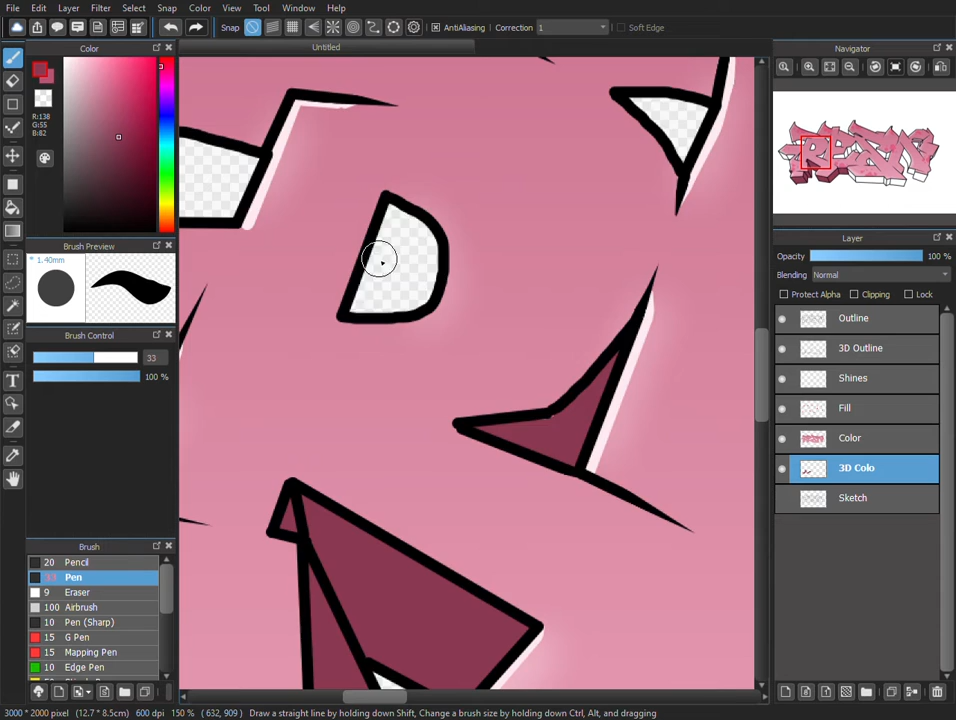 File Edit Layer Filter Select Snap Color View Tool Window Help
Snap AntiAliasing Correction 1 Soft Edge
Color
R:138
G:55
B:82
Brush Preview
* 1.40mm
Brush Control
33
100 %
Brush
20 Pencil
33 Pen
9 Eraser
100 Airbrush
10 Pen (Sharp)
15 G Pen
15 Mapping Pen
10 Edge Pen
Untitled
Navigator
Layer
Opacity 100 %
Blending Normal
Protect Alpha Clipping Lock
Outline
3D Outline
Shines
Fill
Color
3D Colo
Sketch
3000 * 2000 pixel (12.7 * 8.5cm) 600 dpi 150 % ( 632, 909 ) Draw a straight line by holding down Shift, Change a brush size by holding down Ctrl, Alt, and dragging